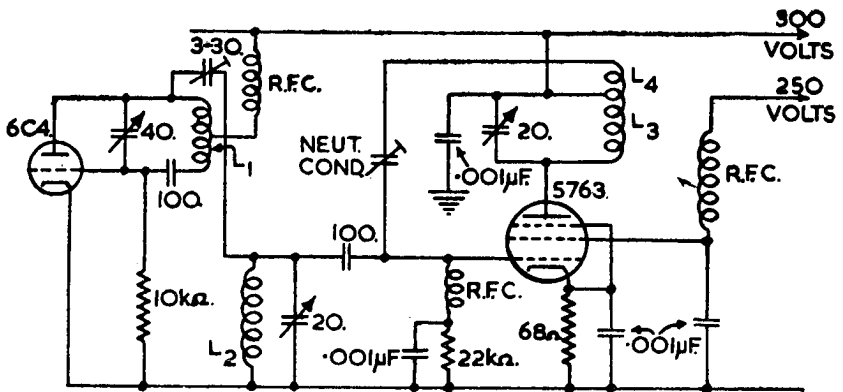 300
VOLTS
3-30.
R.F.C.
L4
250
VOLTS
6C4.
40.
L3
20.
NEUT.
COND.
L1
.001µF.
R.F.C.
100.
5763.
100.
R.F.C.
10kΩ.
20.
68Ω
L2
.001µF
22kΩ.
.001µF.